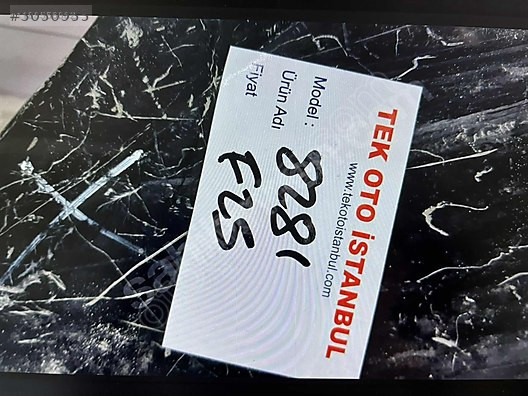 TEK OTO İSTANBUL
www.tekotoistanbul.com
Model :
Ürün Adı
Fiyat
8281
F25